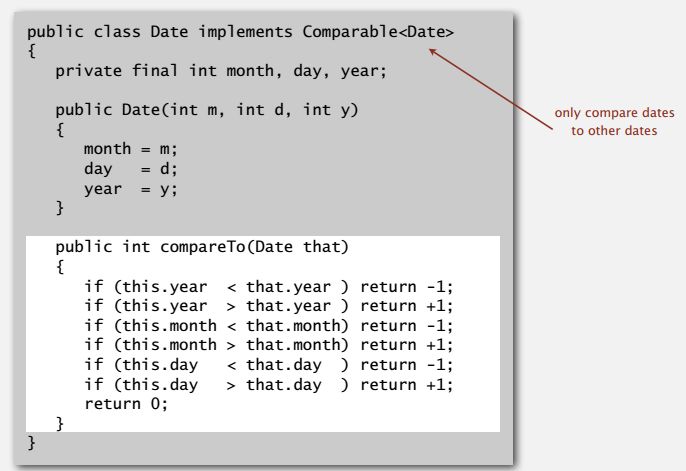 public class Date implements Comparable<Date>
{
   private final int month, day, year;

   public Date(int m, int d, int y)
   {
      month = m;
      day   = d;
      year  = y;
   }

   public int compareTo(Date that)
   {
      if (this.year  < that.year ) return -1;
      if (this.year  > that.year ) return +1;
      if (this.month < that.month) return -1;
      if (this.month > that.month) return +1;
      if (this.day   < that.day  ) return -1;
      if (this.day   > that.day  ) return +1;
      return 0;
   }
}
only compare dates
to other dates